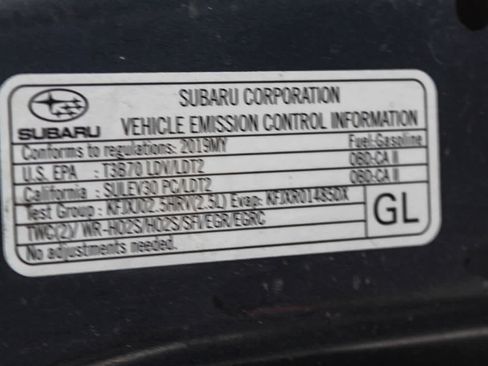 SUBARU
SUBARU CORPORATION
VEHICLE EMISSION CONTROL INFORMATION
Conforms to regulations: 2019MY Fuel:Gasoline
U.S. EPA : T3B70 LDV/LDT2 OBD-CA II
California : SULEV30 PC/LDT2 OBD-CA II
Test Group : KFJXJ02.5HRV(2.5L) Evap: KFJXR01485DX
TWC(2)/ WR-HO2S/HO2S/SFI/EGR/EGRC
No adjustments needed.
GL